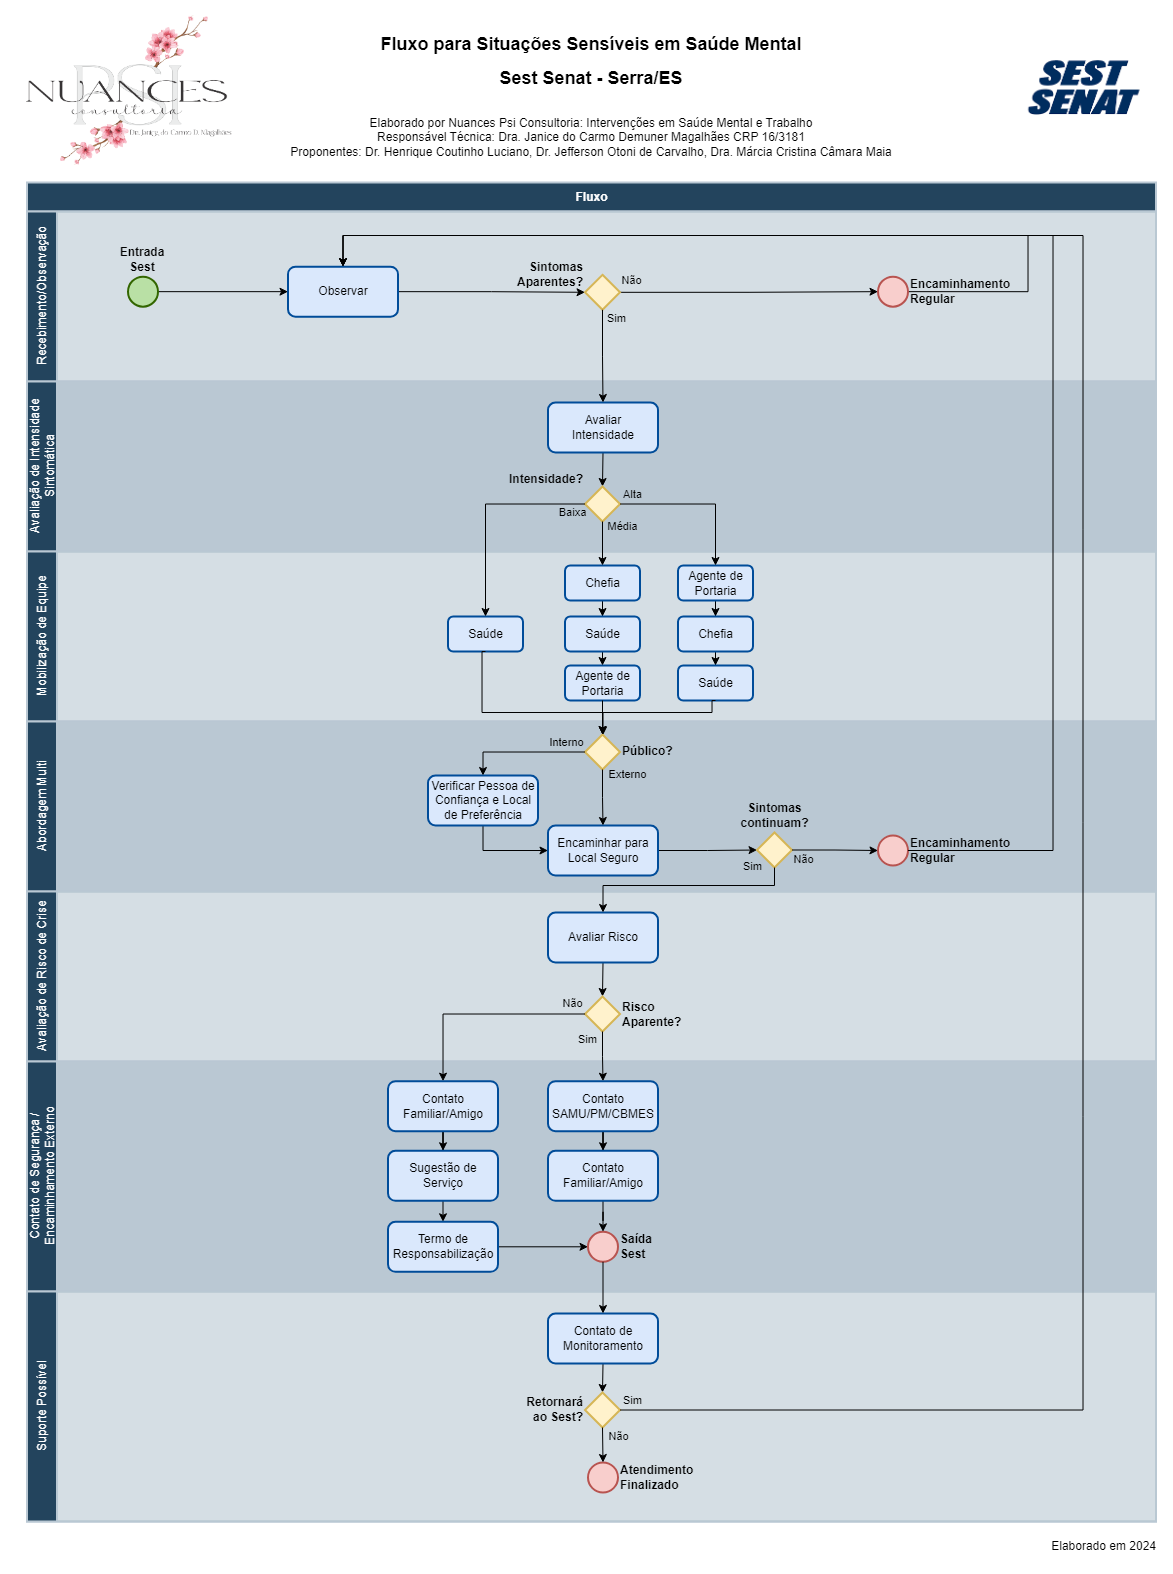 Fluxo para Situações Sensíveis em Saúde Mental
Sest Senat - Serra/ES
PSI
NUANCES
consultoria
Dr. Janice do Carmo D. Magalhães
SEST
SENAT
Elaborado por Nuances Psi Consultoria: Intervenções em Saúde Mental e Trabalho
Responsável Técnica: Dra. Janice do Carmo Demuner Magalhães CRP 16/3181
Proponentes: Dr. Henrique Coutinho Luciano, Dr. Jefferson Otoni de Carvalho, Dra. Márcia Cristina Câmara Maia
Fluxo
Recebimento/Observação
Entrada
Sest
Observar
Sintomas
Aparentes?
Não
Sim
Encaminhamento
Regular
Avaliação de Intensidade
Sintomática
Avaliar
Intensidade
Intensidade?
Alta
Baixa
Média
Mobilização de Equipe
Chefia
Agente de
Portaria
Saúde
Saúde
Chefia
Agente de
Portaria
Saúde
Abordagem Multi
Interno
Público?
Externo
Verificar Pessoa de
Confiança e Local
de Preferência
Encaminhar para
Local Seguro
Sintomas
continuam?
Sim
Não
Encaminhamento
Regular
Avaliação de Risco de Crise
Avaliar Risco
Não
Risco
Aparente?
Sim
Contato de Segurança /
Encaminhamento Externo
Contato
Familiar/Amigo
Contato
SAMU/PM/CBMES
Sugestão de
Serviço
Contato
Familiar/Amigo
Termo de
Responsabilização
Saída
Sest
Suporte Possível
Contato de
Monitoramento
Retornará
ao Sest?
Sim
Não
Atendimento
Finalizado
Elaborado em 2024